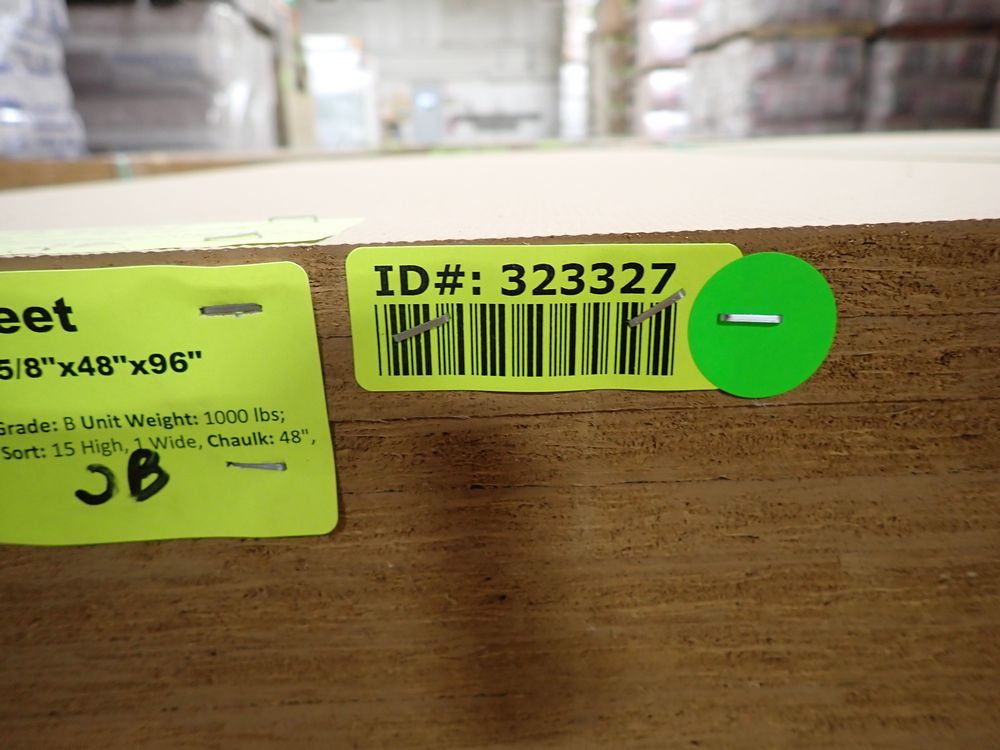 eet
5/8"x48"x96"
Grade: B Unit Weight: 1000 lbs;
Sort: 15 High, 1 Wide, Chaulk: 48",
JB
ID#: 323327